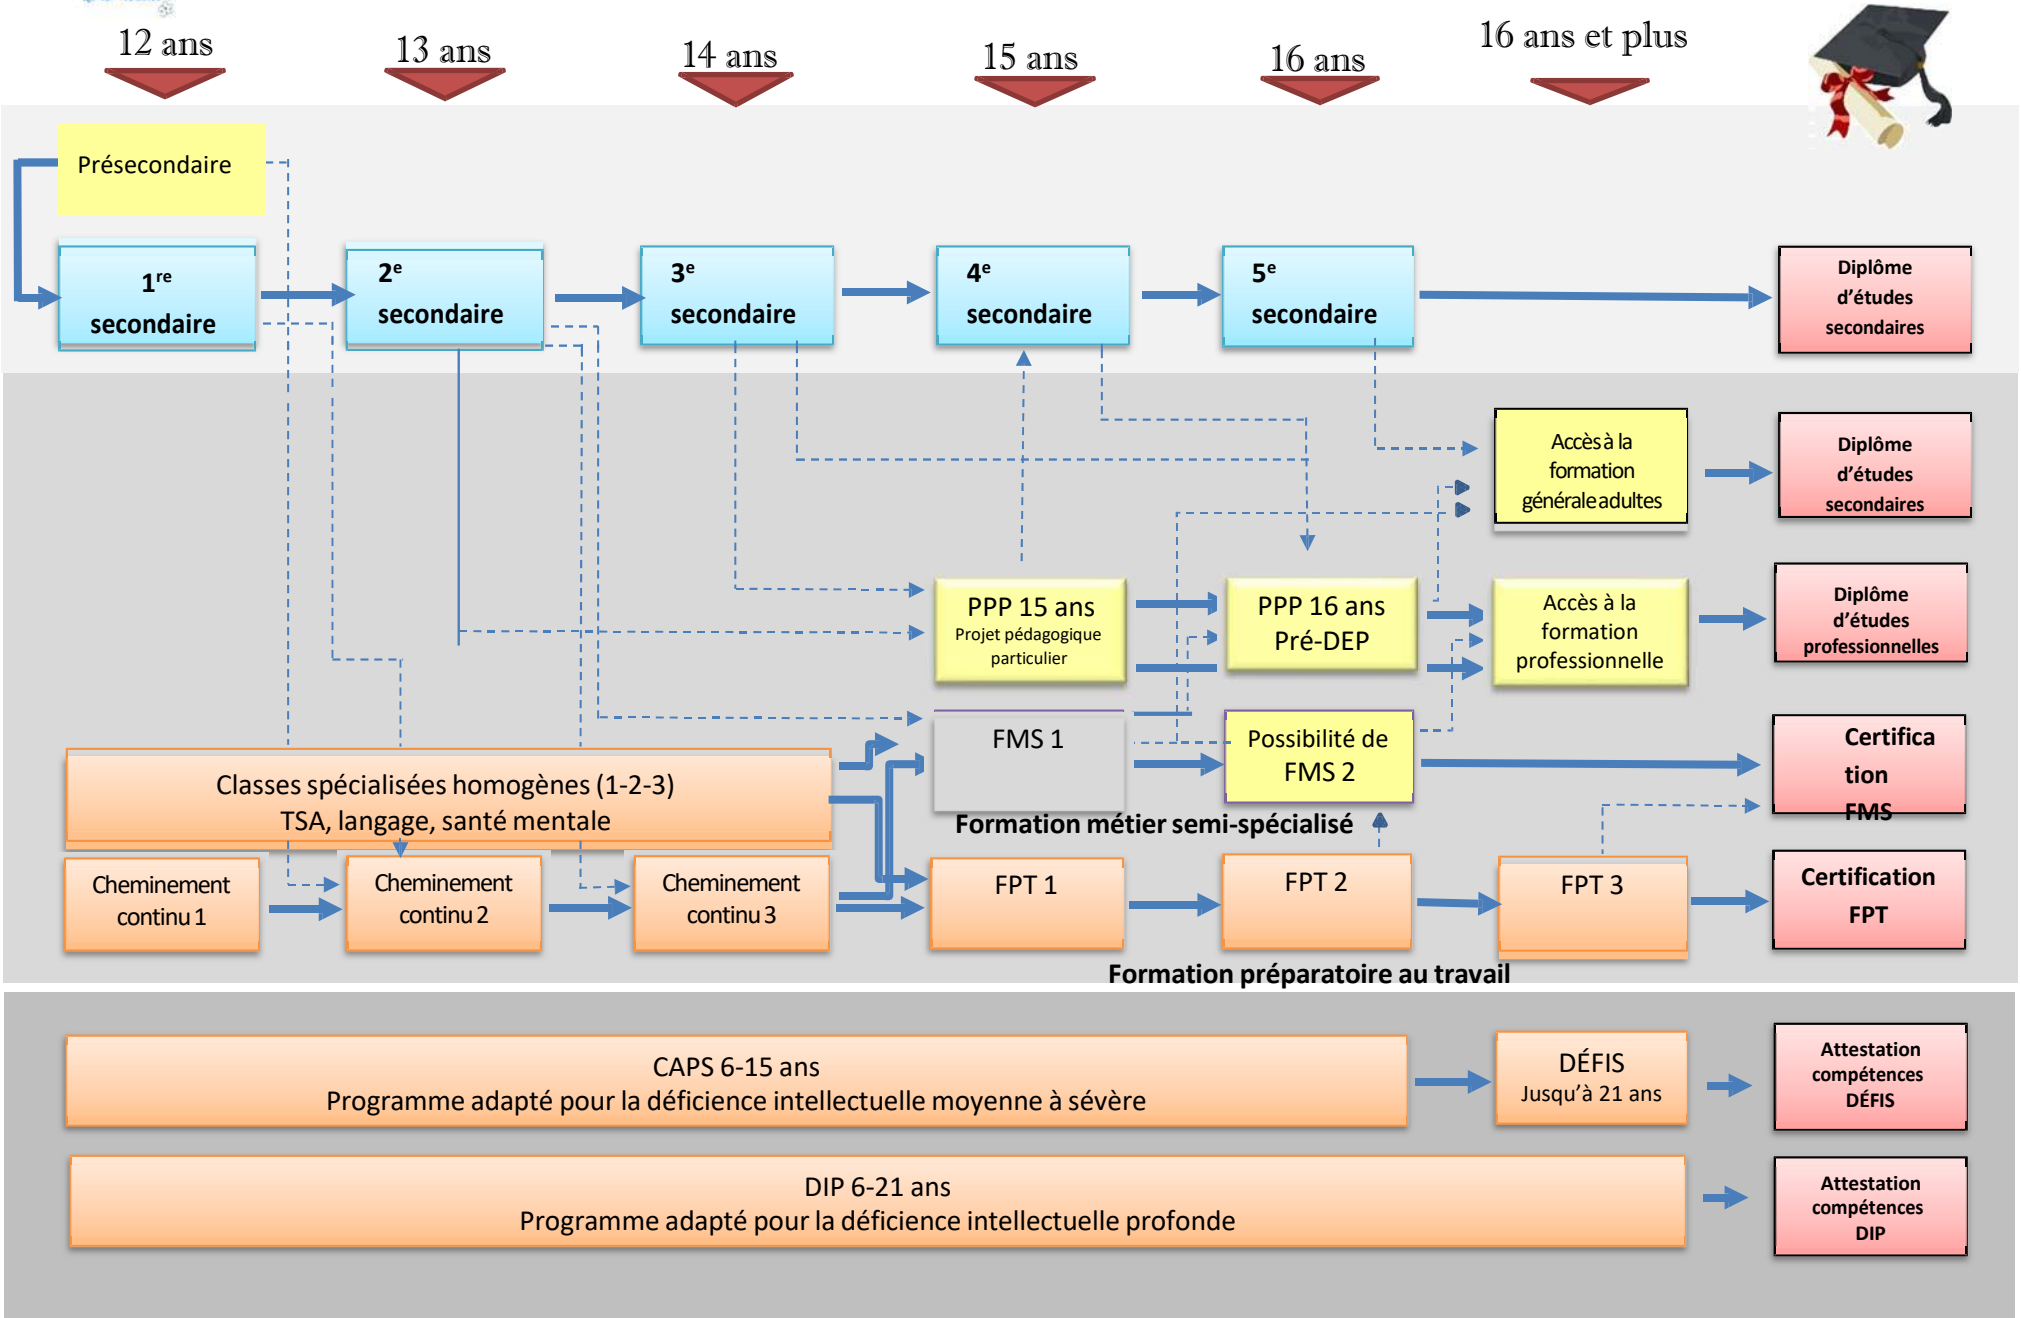 12 ans
13 ans
14 ans
15 ans
16 ans
16 ans et plus
Présecondaire
1re
secondaire
2e
secondaire
3e
secondaire
4e
secondaire
5e
secondaire
Diplôme
d'études
secondaires
Accès à la
formation
générale adultes
Diplôme
d'études
secondaires
PPP 15 ans
Projet pédagogique
particulier
PPP 16 ans
Pré-DEP
Accès à la
formation
professionnelle
Diplôme
d'études
professionnelles
Classes spécialisées homogènes (1-2-3)
TSA, langage, santé mentale
FMS 1
Possibilité de
FMS 2
Certifica
tion
FMS
Formation métier semi-spécialisé
Cheminement
continu 1
Cheminement
continu 2
Cheminement
continu 3
FPT 1
FPT 2
FPT 3
Certification
FPT
Formation préparatoire au travail
CAPS 6-15 ans
Programme adapté pour la déficience intellectuelle moyenne à sévère
DÉFIS
Jusqu'à 21 ans
Attestation
compétences
DÉFIS
DIP 6-21 ans
Programme adapté pour la déficience intellectuelle profonde
Attestation
compétences
DIP